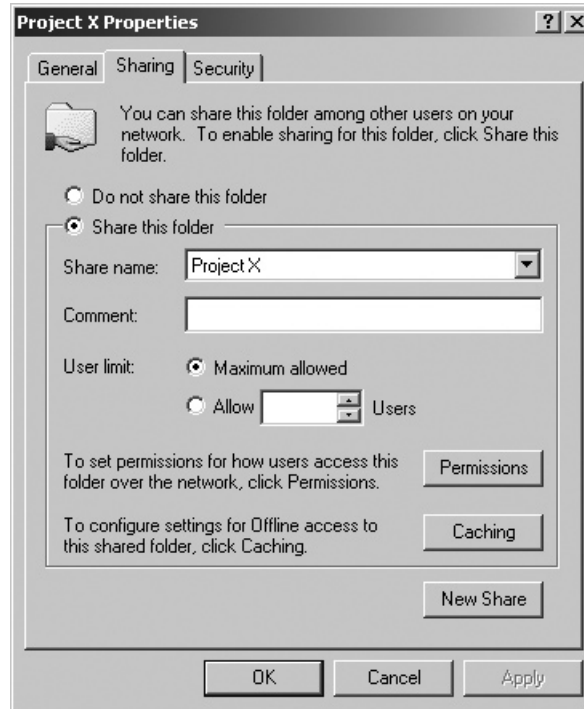 Project X Properties
? X
General Sharing Security
You can share this folder among other users on your
network. To enable sharing for this folder, click Share this
folder.
Do not share this folder
Share this folder
Share name: Project X
Comment:
User limit: Maximum allowed
Allow Users
To set permissions for how users access this
folder over the network, click Permissions.
Permissions
To configure settings for Offline access to
this shared folder, click Caching.
Caching
New Share
OK Cancel Apply